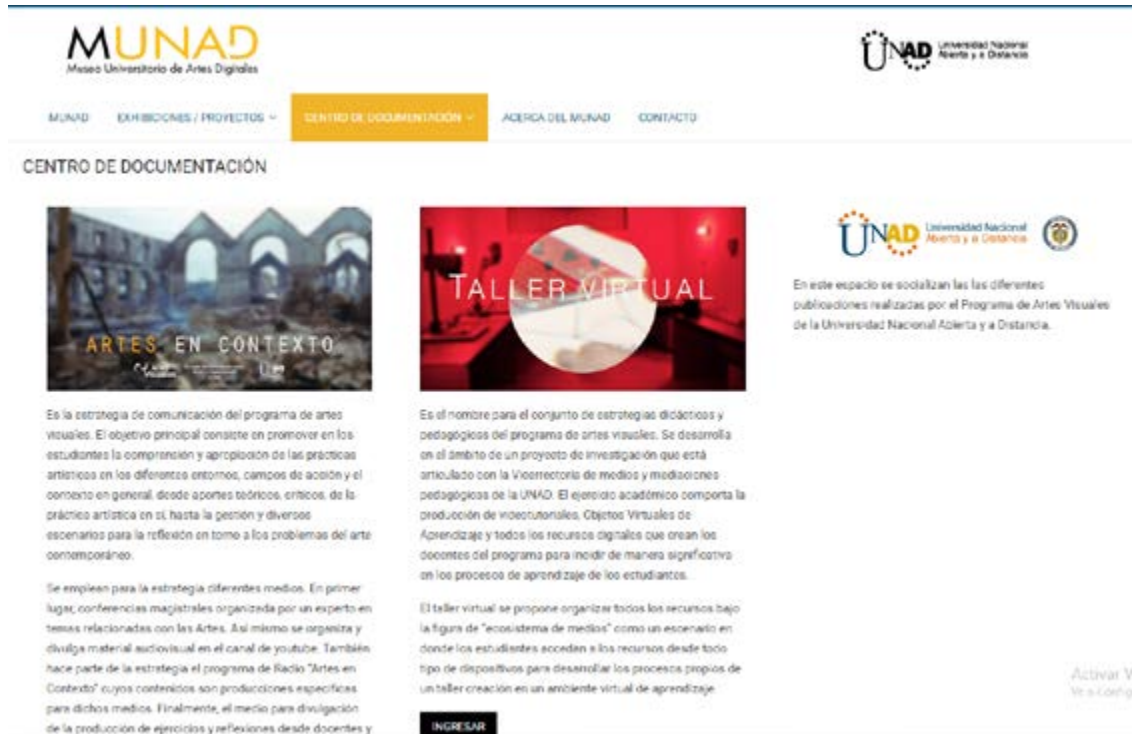 MUNAD
Museo Universitario de Artes Digitales
UNAD Universidad Nacional
Abierta y a Distancia
MUNAD EXHIBICIONES / PROYECTOS CENTRO DE DOCUMENTACIÓN ACERCA DEL MUNAD CONTACTO
CENTRO DE DOCUMENTACIÓN
ARTES EN CONTEXTO
Es la estrategia de comunicación del programa de artes
visuales. El objetivo principal consiste en promover en los
estudiantes la comprensión y apropiación de las prácticas
artísticas en los diferentes entornos, campos de acción y el
contexto en general, desde aportes teóricos, críticos, de la
práctica artística en sí, hasta la gestión y diversos
escenarios para la reflexión en torno a los problemas del arte
contemporáneo.
Se emplean para la estrategia diferentes medios. En primer
lugar, conferencias magistrales organizada por un experto en
temas relacionadas con las Artes. Así mismo se organiza y
divulga material audiovisual en el canal de youtube. También
hace parte de la estrategia el programa de Radio "Artes en
Contexto" cuyos contenidos son producciones específicas
para dichos medios. Finalmente, el medio para divulgación
de la producción de ejercicios y reflexiones desde docentes y
TALLER VIRTUAL
Es el nombre para el conjunto de estrategias didácticas y
pedagógicas del programa de artes visuales. Se desarrolla
en el ámbito de un proyecto de investigación que está
articulado con la Vicerrectoría de medios y mediaciones
pedagógicas de la UNAD. El ejercicio académico comporta la
producción de videotutoriales, Objetos Virtuales de
Aprendizaje y todos los recursos digitales que crean los
docentes del programa para incidir de manera significativa
en los procesos de aprendizaje de los estudiantes.
El taller virtual se propone organizar todos los recursos bajo
la figura de "ecosistema de medios" como un escenario en
donde los estudiantes accedan a los recursos desde todo
tipo de dispositivos para desarrollar los procesos propios de
un taller creación en un ambiente virtual de aprendizaje
INGRESAR
UNAD Universidad Nacional
Abierta y a Distancia
En este espacio se socializan las las diferentes
publicaciones realizadas por el Programa de Artes Visuales
de la Universidad Nacional Abierta y a Distancia.
Activar
Ve a